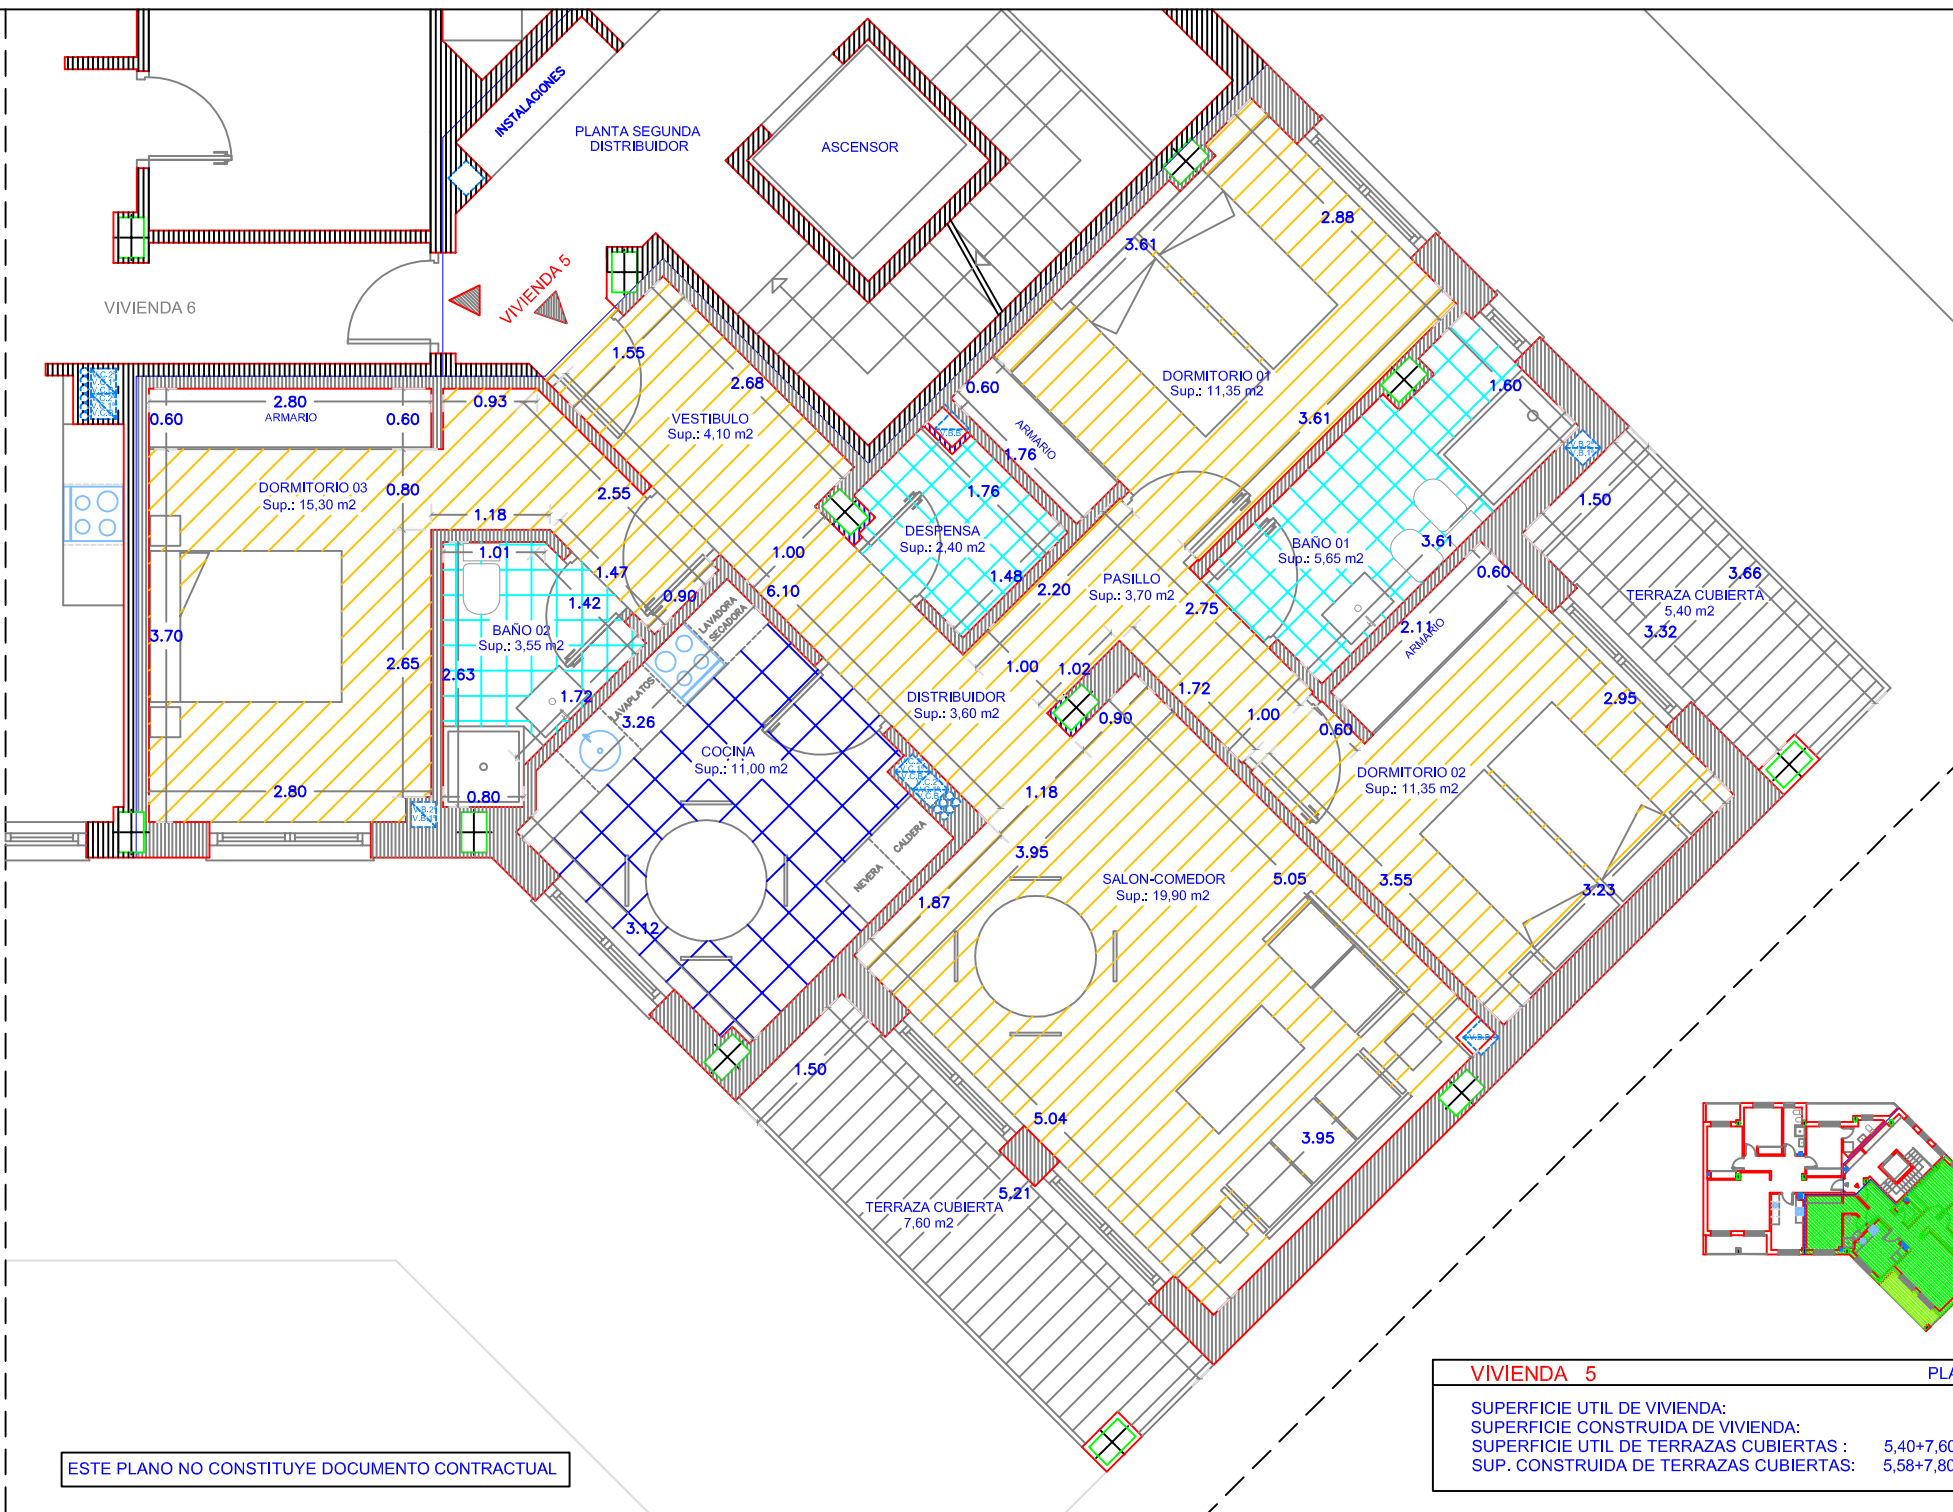 INSTALACIONES
PLANTA SEGUNDA
DISTRIBUIDOR
ASCENSOR
VIVIENDA 6
VIVIENDA 5
1.55
2.68
VESTIBULO
Sup.: 4,10 m2
2.80
ARMARIO
0.60
0.60
0.93
DORMITORIO 03
Sup.: 15,30 m2
0.80
2.55
1.18
1.01
1.47
1.42
0.90
BAÑO 02
Sup.: 3,55 m2
3.70
2.65
2.63
1.72
2.80
0.80
LAVADORA
SECADORA
LAVAPLATOS
3.26
COCINA
Sup.: 11,00 m2
3.12
NEVERA
CALDERA
1.00
6.10
DESPENSA
Sup.: 2,40 m2
1.76
1.76
1.48
0.60
ARMARIO
3.61
2.88
DORMITORIO 01
Sup.: 11,35 m2
3.61
1.60
BAÑO 01
Sup.: 5,65 m2
3.61
PASILLO
Sup.: 3,70 m2
2.20
2.75
1.00
1.02
DISTRIBUIDOR
Sup.: 3,60 m2
0.90
1.72
1.00
0.60
2.11
ARMARIO
0.60
1.50
3.66
TERRAZA CUBIERTA
5,40 m2
3.32
2.95
DORMITORIO 02
Sup.: 11,35 m2
3.55
3.23
1.18
3.95
1.87
SALON-COMEDOR
Sup.: 19,90 m2
5.05
5.04
3.95
1.50
5.21
TERRAZA CUBIERTA
7,60 m2
VIVIENDA 5
PLA
SUPERFICIE UTIL DE VIVIENDA:
SUPERFICIE CONSTRUIDA DE VIVIENDA:
SUPERFICIE UTIL DE TERRAZAS CUBIERTAS : 5,40+7,60
SUP. CONSTRUIDA DE TERRAZAS CUBIERTAS: 5,58+7,80
ESTE PLANO NO CONSTITUYE DOCUMENTO CONTRACTUAL